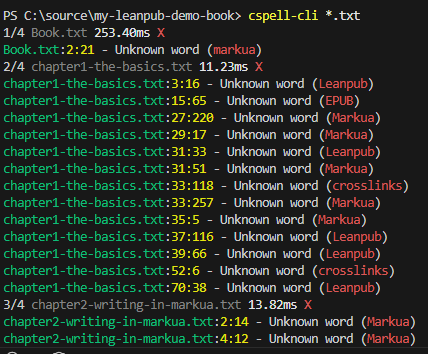 PS C:\source\my-leanpub-demo-book> cspell-cli *.txt
1/4 Book.txt 253.40ms X
Book.txt:2:21 - Unknown word (markua)
2/4 chapter1-the-basics.txt 11.23ms X
chapter1-the-basics.txt:3:16 - Unknown word (Leanpub)
chapter1-the-basics.txt:15:65 - Unknown word (EPUB)
chapter1-the-basics.txt:27:220 - Unknown word (Markua)
chapter1-the-basics.txt:29:17 - Unknown word (Markua)
chapter1-the-basics.txt:31:33 - Unknown word (Leanpub)
chapter1-the-basics.txt:31:51 - Unknown word (Markua)
chapter1-the-basics.txt:33:118 - Unknown word (crosslinks)
chapter1-the-basics.txt:33:257 - Unknown word (Markua)
chapter1-the-basics.txt:35:5 - Unknown word (Markua)
chapter1-the-basics.txt:37:116 - Unknown word (Leanpub)
chapter1-the-basics.txt:39:66 - Unknown word (Leanpub)
chapter1-the-basics.txt:52:6 - Unknown word (crosslinks)
chapter1-the-basics.txt:70:38 - Unknown word (Leanpub)
3/4 chapter2-writing-in-markua.txt 13.82ms X
chapter2-writing-in-markua.txt:2:14 - Unknown word (Markua)
chapter2-writing-in-markua.txt:4:12 - Unknown word (Markua)